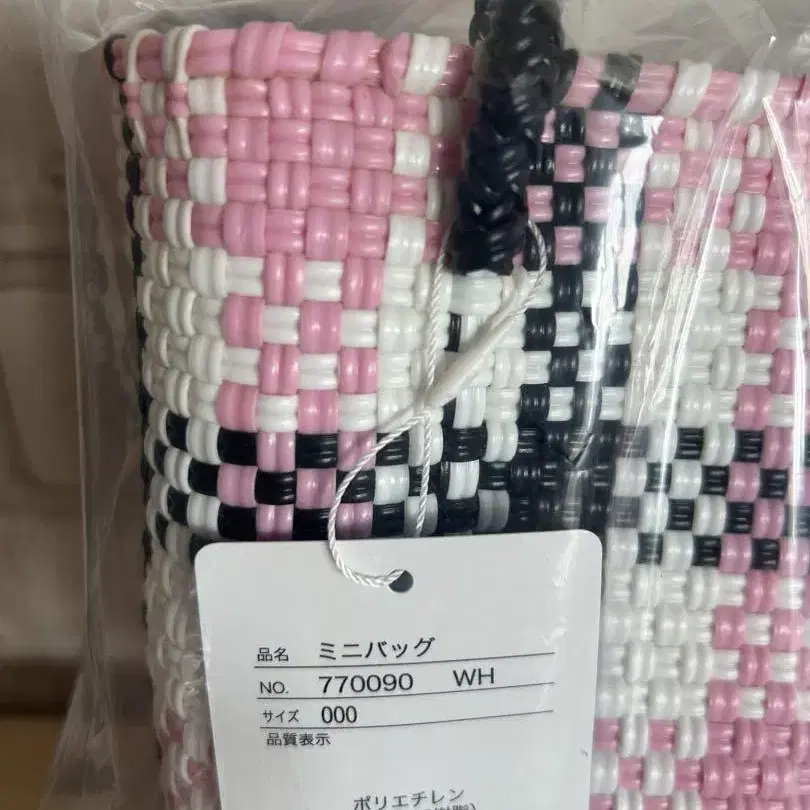 品名 ミニバッグ
NO. 770090 WH
サイズ 000
品質表示
ポリエチレン